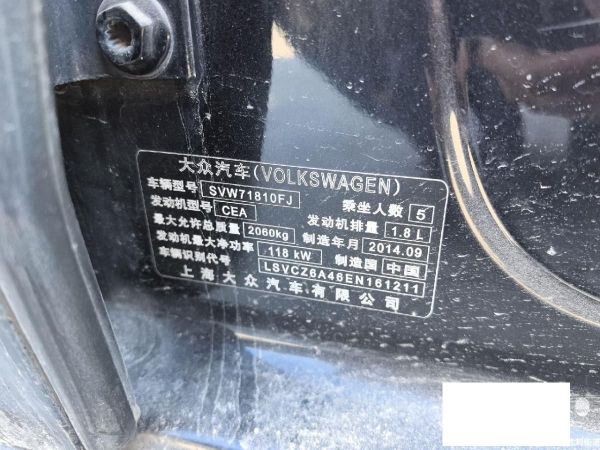 大众汽车(VOLKSWAGEN)
车辆型号 SVW71810FJ 乘坐人数 5
发动机型号 CEA 发动机排量 1.8 L
最大允许总质量 2060kg 制造年月 2014.09
发动机最大净功率 118 kW 制造国 中国
车辆识别代号 LSVCZ6A46EN161211
上海大众汽车有限公司